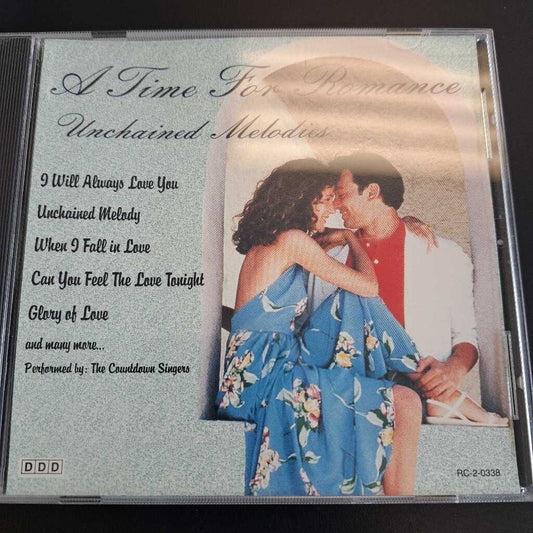 A Time For Romance
Unchained Melodies
I Will Always Love You
Unchained Melody
When I Fall in Love
Can You Feel The Love Tonight
Glory of Love
and many more...
Performed by: The Countdown Singers
DDD
RC-2-0338